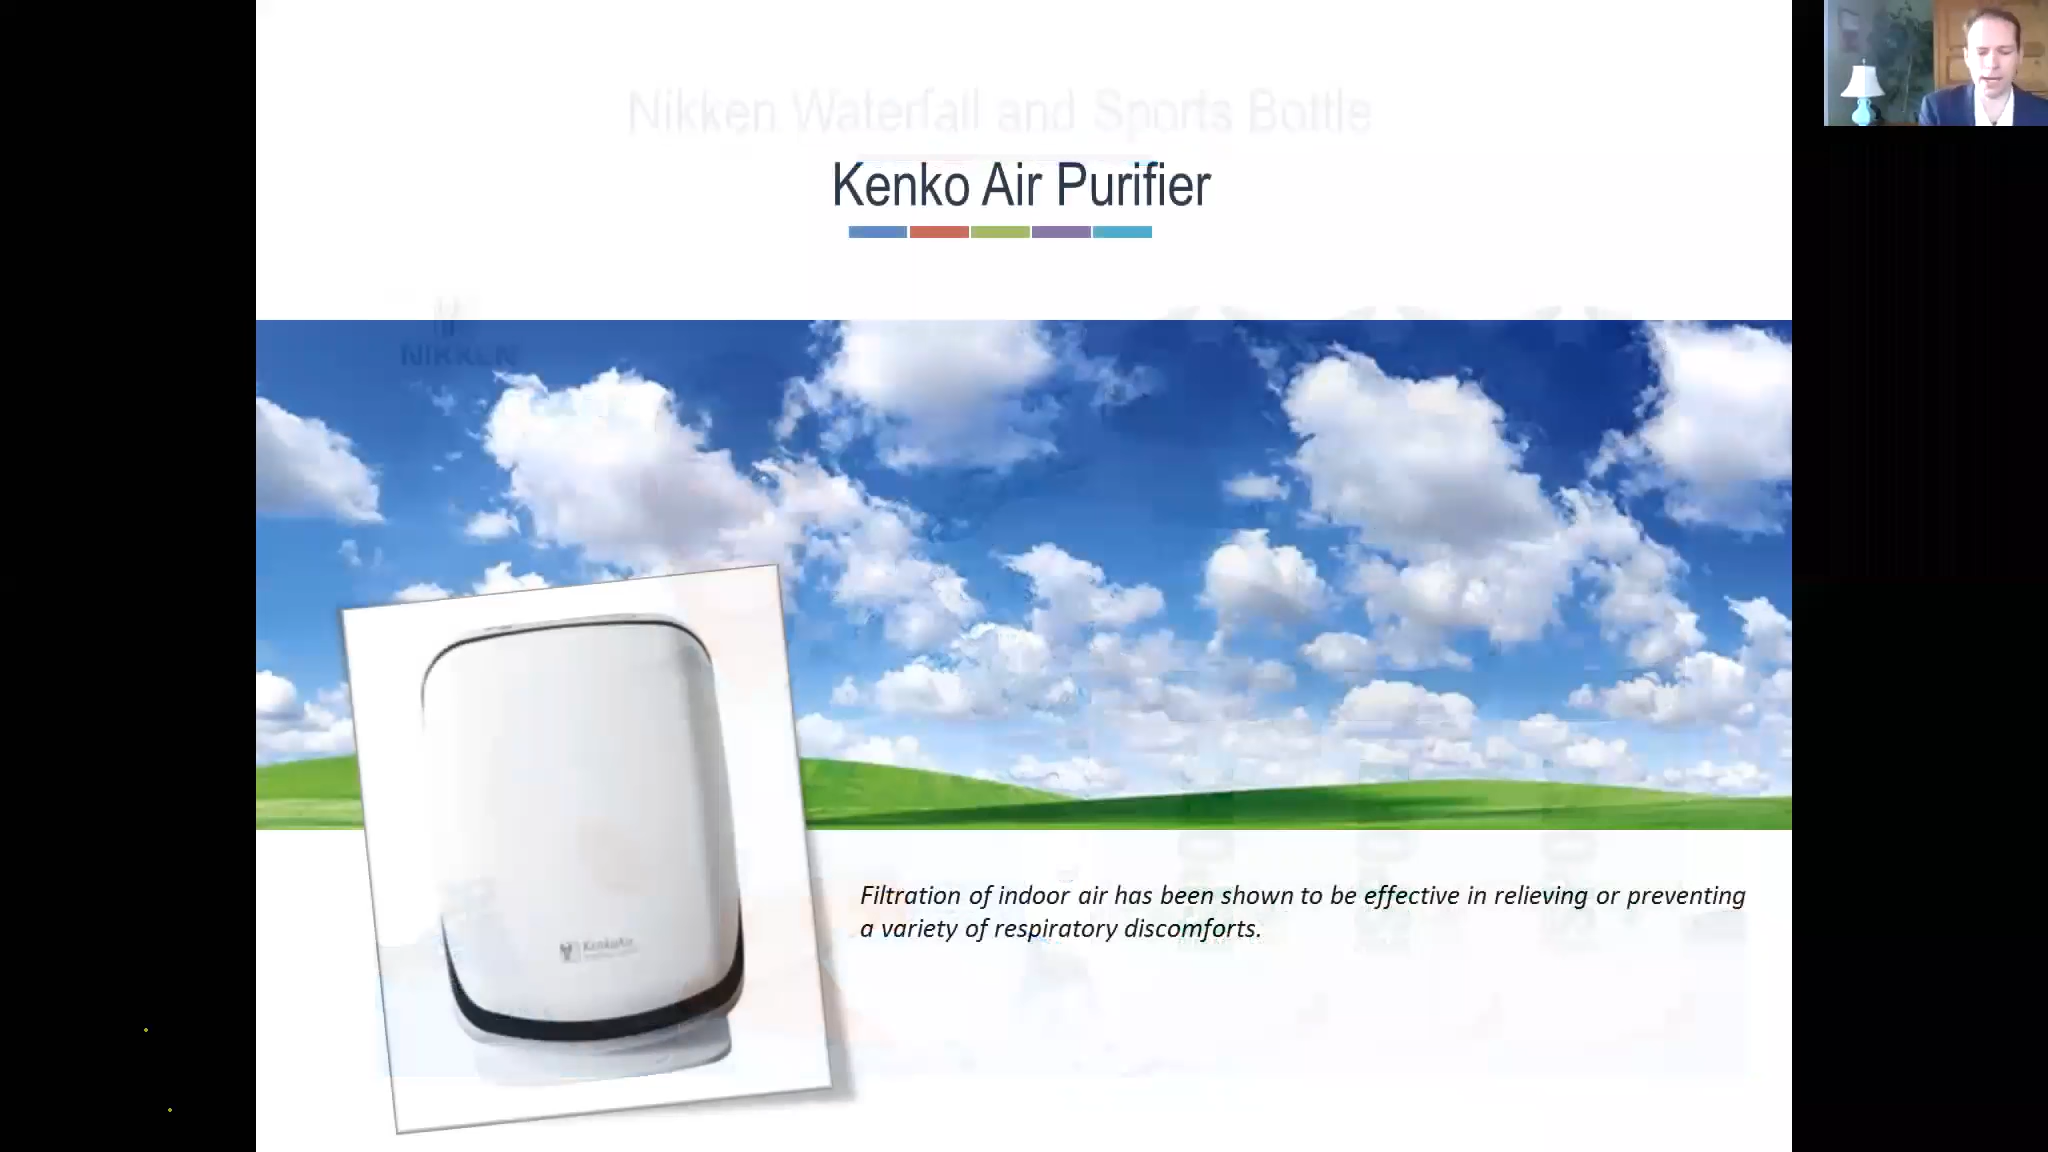 Nikken Waterfall and Sports Bottle
Kenko Air Purifier
NIKKEN
KenkoAir
Filtration of indoor air has been shown to be effective in relieving or preventing
a variety of respiratory discomforts.